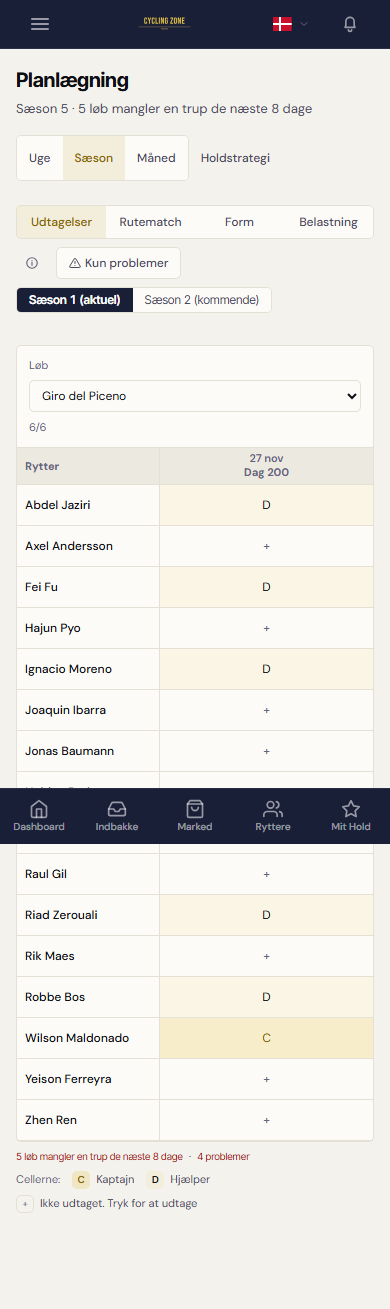 CYCLING ZONE
Planlægning
Sæson 5 · 5 løb mangler en trup de næste 8 dage
Uge Sæson Måned Holdstrategi
Udtagelser Rutematch Form Belastning
Kun problemer
Sæson 1 (aktuel) Sæson 2 (kommende)
Løb
Giro del Piceno
6/6
Rytter 27 nov
Dag 200
Abdel Jaziri D
Axel Andersson +
Fei Fu D
Hajun Pyo +
Ignacio Moreno D
Joaquin Ibarra +
Jonas Baumann +
Dashboard Indbakke Marked Ryttere Mit Hold
Raul Gil +
Riad Zerouali D
Rik Maes +
Robbe Bos D
Wilson Maldonado C
Yeison Ferreyra +
Zhen Ren +
5 løb mangler en trup de næste 8 dage · 4 problemer
Cellerne: C Kaptajn D Hjælper
+ Ikke udtaget. Tryk for at udtage